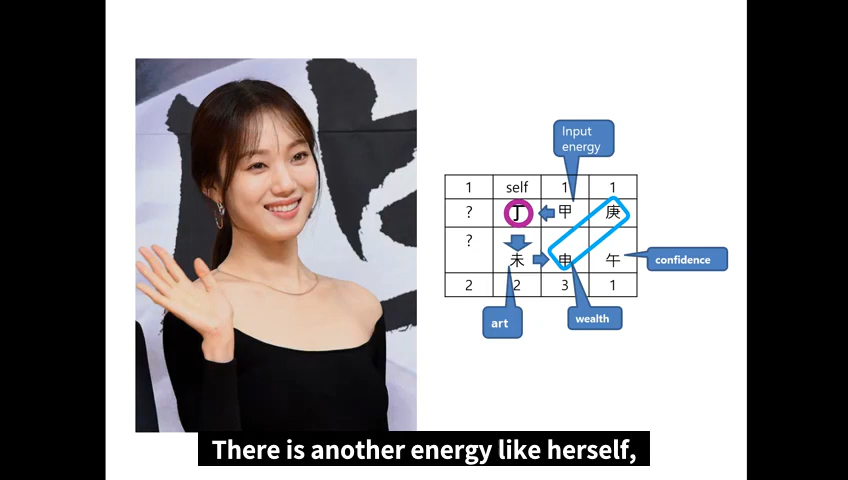 Input
energy
1 self 1 1
? 丁 甲 庚
?
未 申 午
confidence
2 2 3 1
art
wealth
There is another energy like herself,